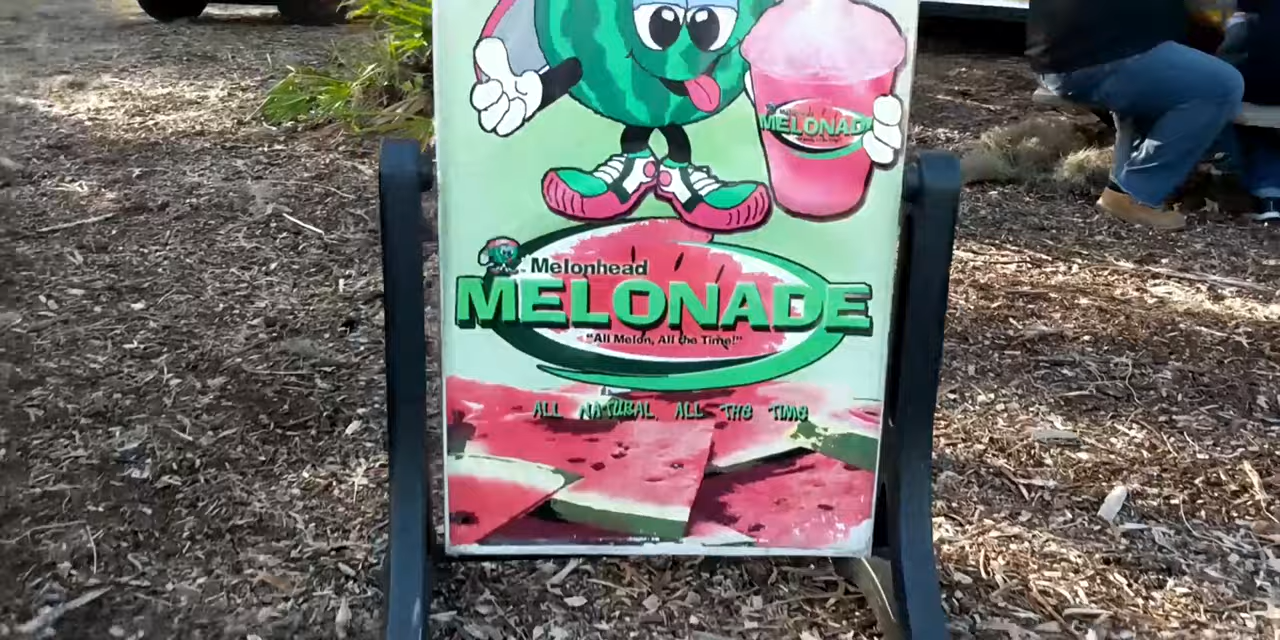 MELONADE
Melonhead
MELONADE
"All Melon, All the Time!"
ALL NATURAL. ALL THE TIME